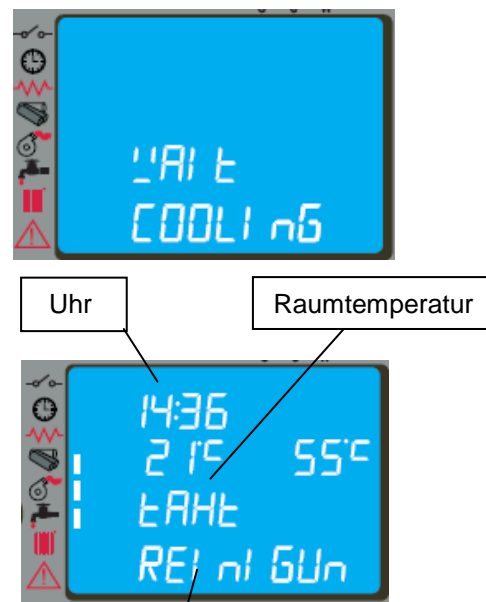 WAIt
COOLInG
Uhr
Raumtemperatur
14:36
21°C 55°C
tAHt
REInIGUn